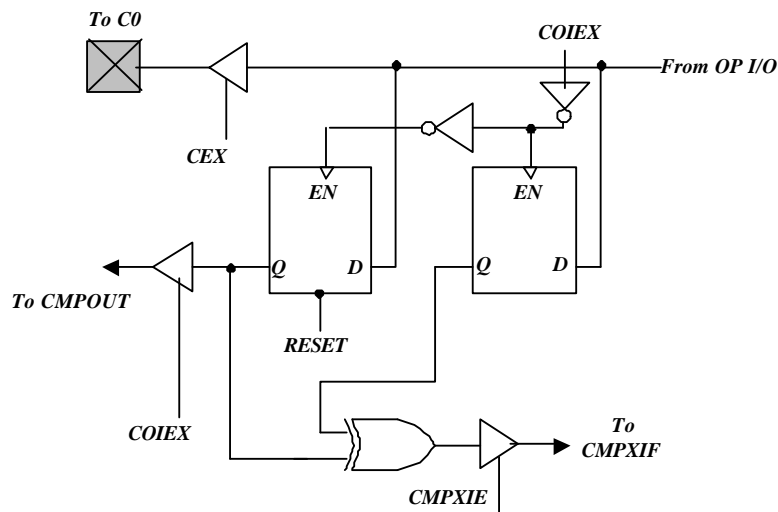 To C0
COIEX
From OP I/O
CEX
EN
EN
Q
D
Q
D
To CMPOUT
RESET
COIEX
To
CMPXIF
CMPXIE